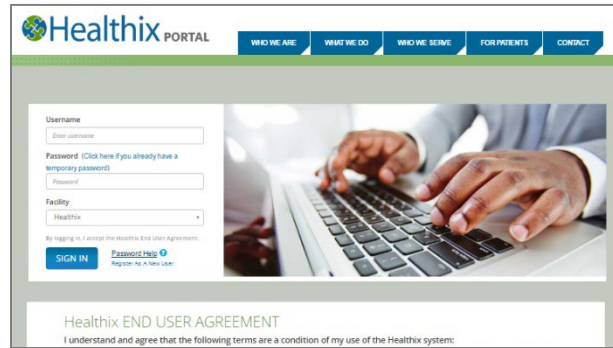 Healthix PORTAL
WHO WE ARE WHAT WE DO WHO WE SERVE FOR PATIENTS CONTACT
Username
Enter username
Password (Click here if you already have a
temporary password)
Password
Facility
Healthix
By logging in, I accept the Healthix End User Agreement.
SIGN IN
Password Help ?
Register As A New User
Healthix END USER AGREEMENT
I understand and agree that the following terms are a condition of my use of the Healthix system: